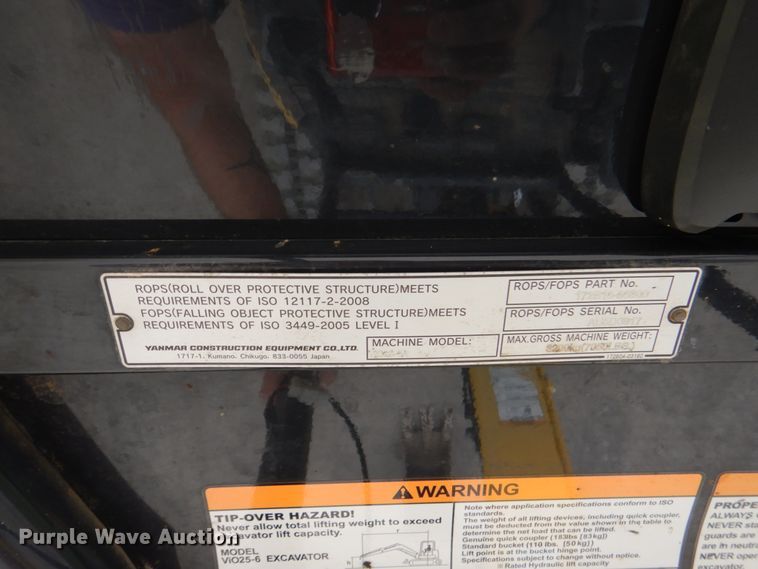 ROPS(ROLL OVER PROTECTIVE STRUCTURE)MEETS
REQUIREMENTS OF ISO 12117-2-2008
FOPS(FALLING OBJECT PROTECTIVE STRUCTURE)MEETS
REQUIREMENTS OF ISO 3449-2005 LEVEL I
YANMAR CONSTRUCTION EQUIPMENT CO.,LTD.
1717-1, Kumano, Chikugo, 833-0055 Japan
MACHINE MODEL:
ROPS/FOPS PART No.
ROPS/FOPS SERIAL No.
MAX.GROSS MACHINE WEIGHT:
172B0A-03160
WARNING
TIP-OVER HAZARD!
Never allow total lifting weight to exceed
excavator lift capacity.
MODEL
ViO25-6 EXCAVATOR
Note where application specifications conform to ISO
standards.
The weight of all lifting devices, including quick coupler,
must be deducted from the value shown in the table to
determine the net load that can be lifted.
Genuine quick coupler (183lbs [83kg])
Standard bucket (110 lbs. [50kg])
Lift point is at the bucket hinge point.
Specifications subject to change without notice.
※ Rated Hydraulic lift capacity
PROPE
ALWAYS
NEVER sta
guards are
are in neutra
NEVER ope
Purple Wave Auction